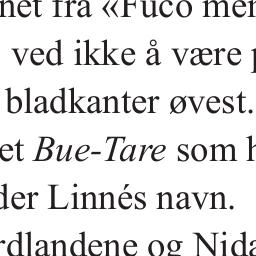 net fra «Fuco men
ved ikke å være p
bladkanter øvest.
et Bue-Tare som h
der Linnés navn.
rdlandene og Nida